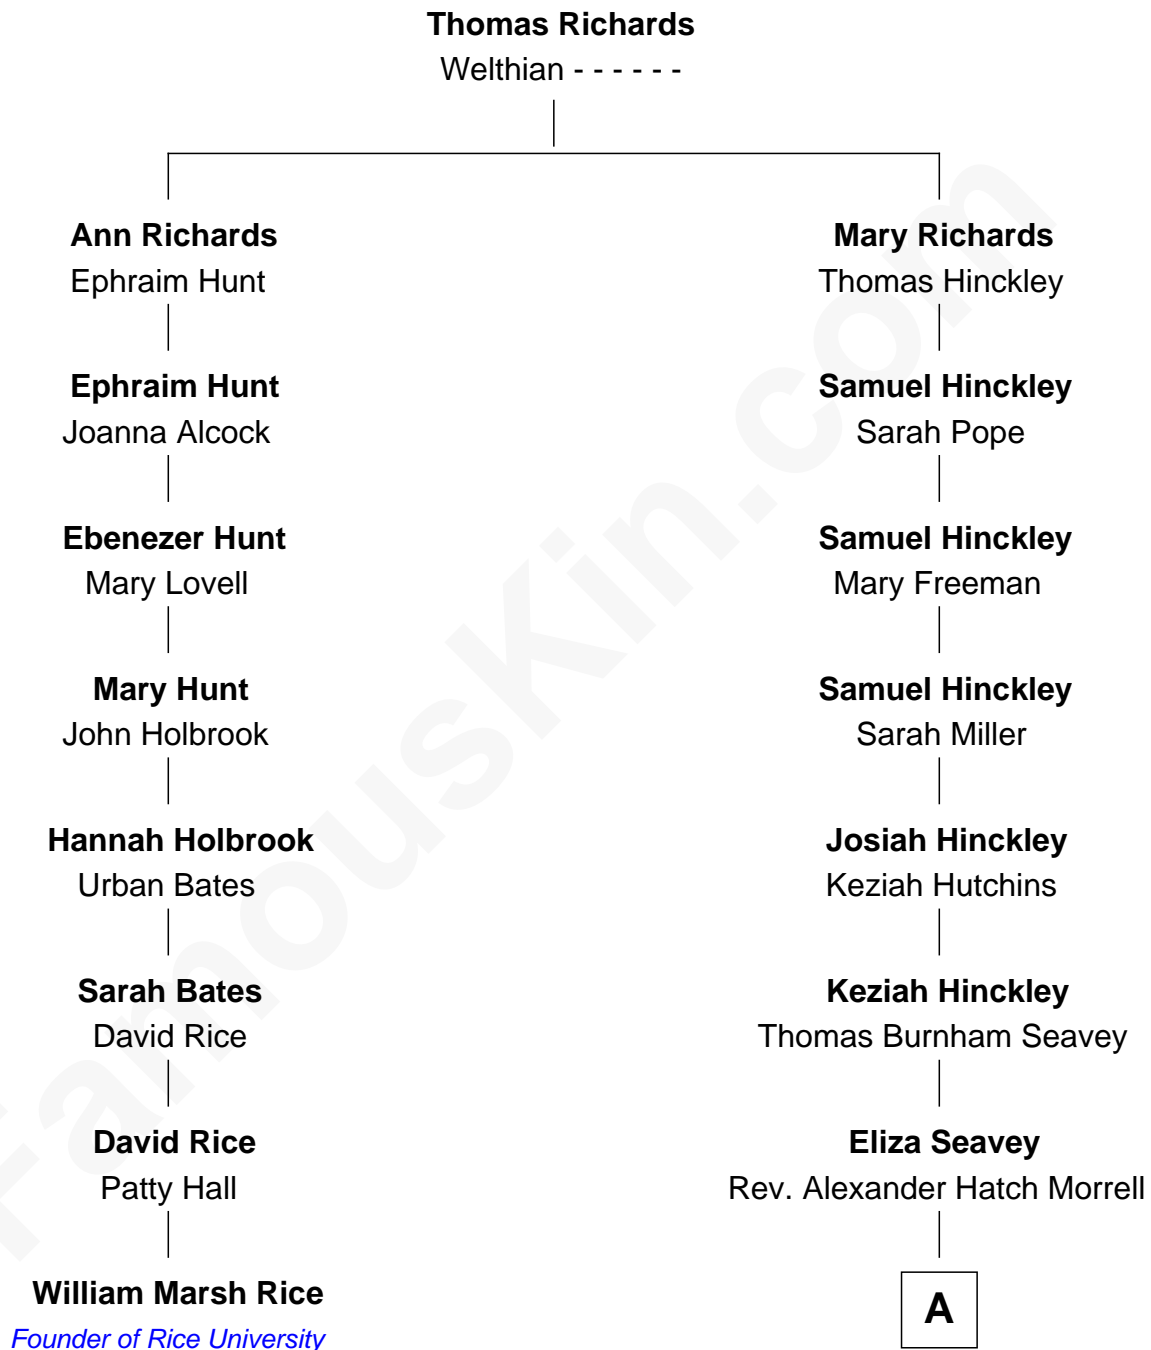 Thomas Richards
Welthian - - - - - -
Ann Richards
Ephraim Hunt
Mary Richards
Thomas Hinckley
Ephraim Hunt
Joanna Alcock
Samuel Hinckley
Sarah Pope
Ebenezer Hunt
Mary Lovell
Samuel Hinckley
Mary Freeman
Mary Hunt
John Holbrook
Samuel Hinckley
Sarah Miller
Hannah Holbrook
Urban Bates
Josiah Hinckley
Keziah Hutchins
Sarah Bates
David Rice
Keziah Hinckley
Thomas Burnham Seavey
David Rice
Patty Hall
Eliza Seavey
Rev. Alexander Hatch Morrell
William Marsh Rice
Founder of Rice University
A
FamousKin.com